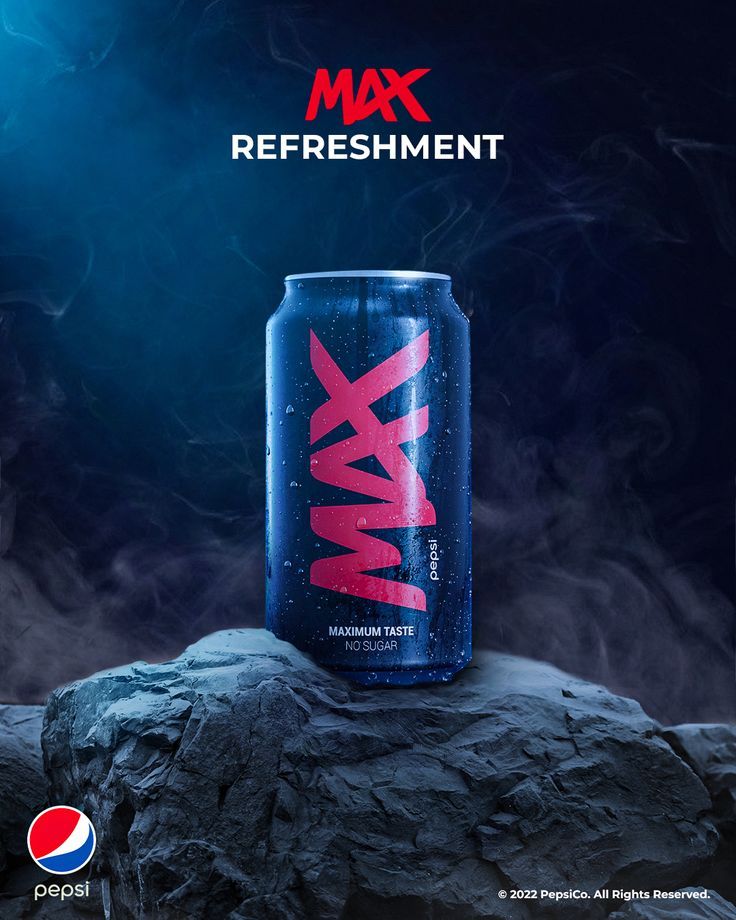 MAX
REFRESHMENT
MAX
pepsi
MAXIMUM TASTE
NO SUGAR
pepsi
© 2022 PepsiCo. All Rights Reserved.